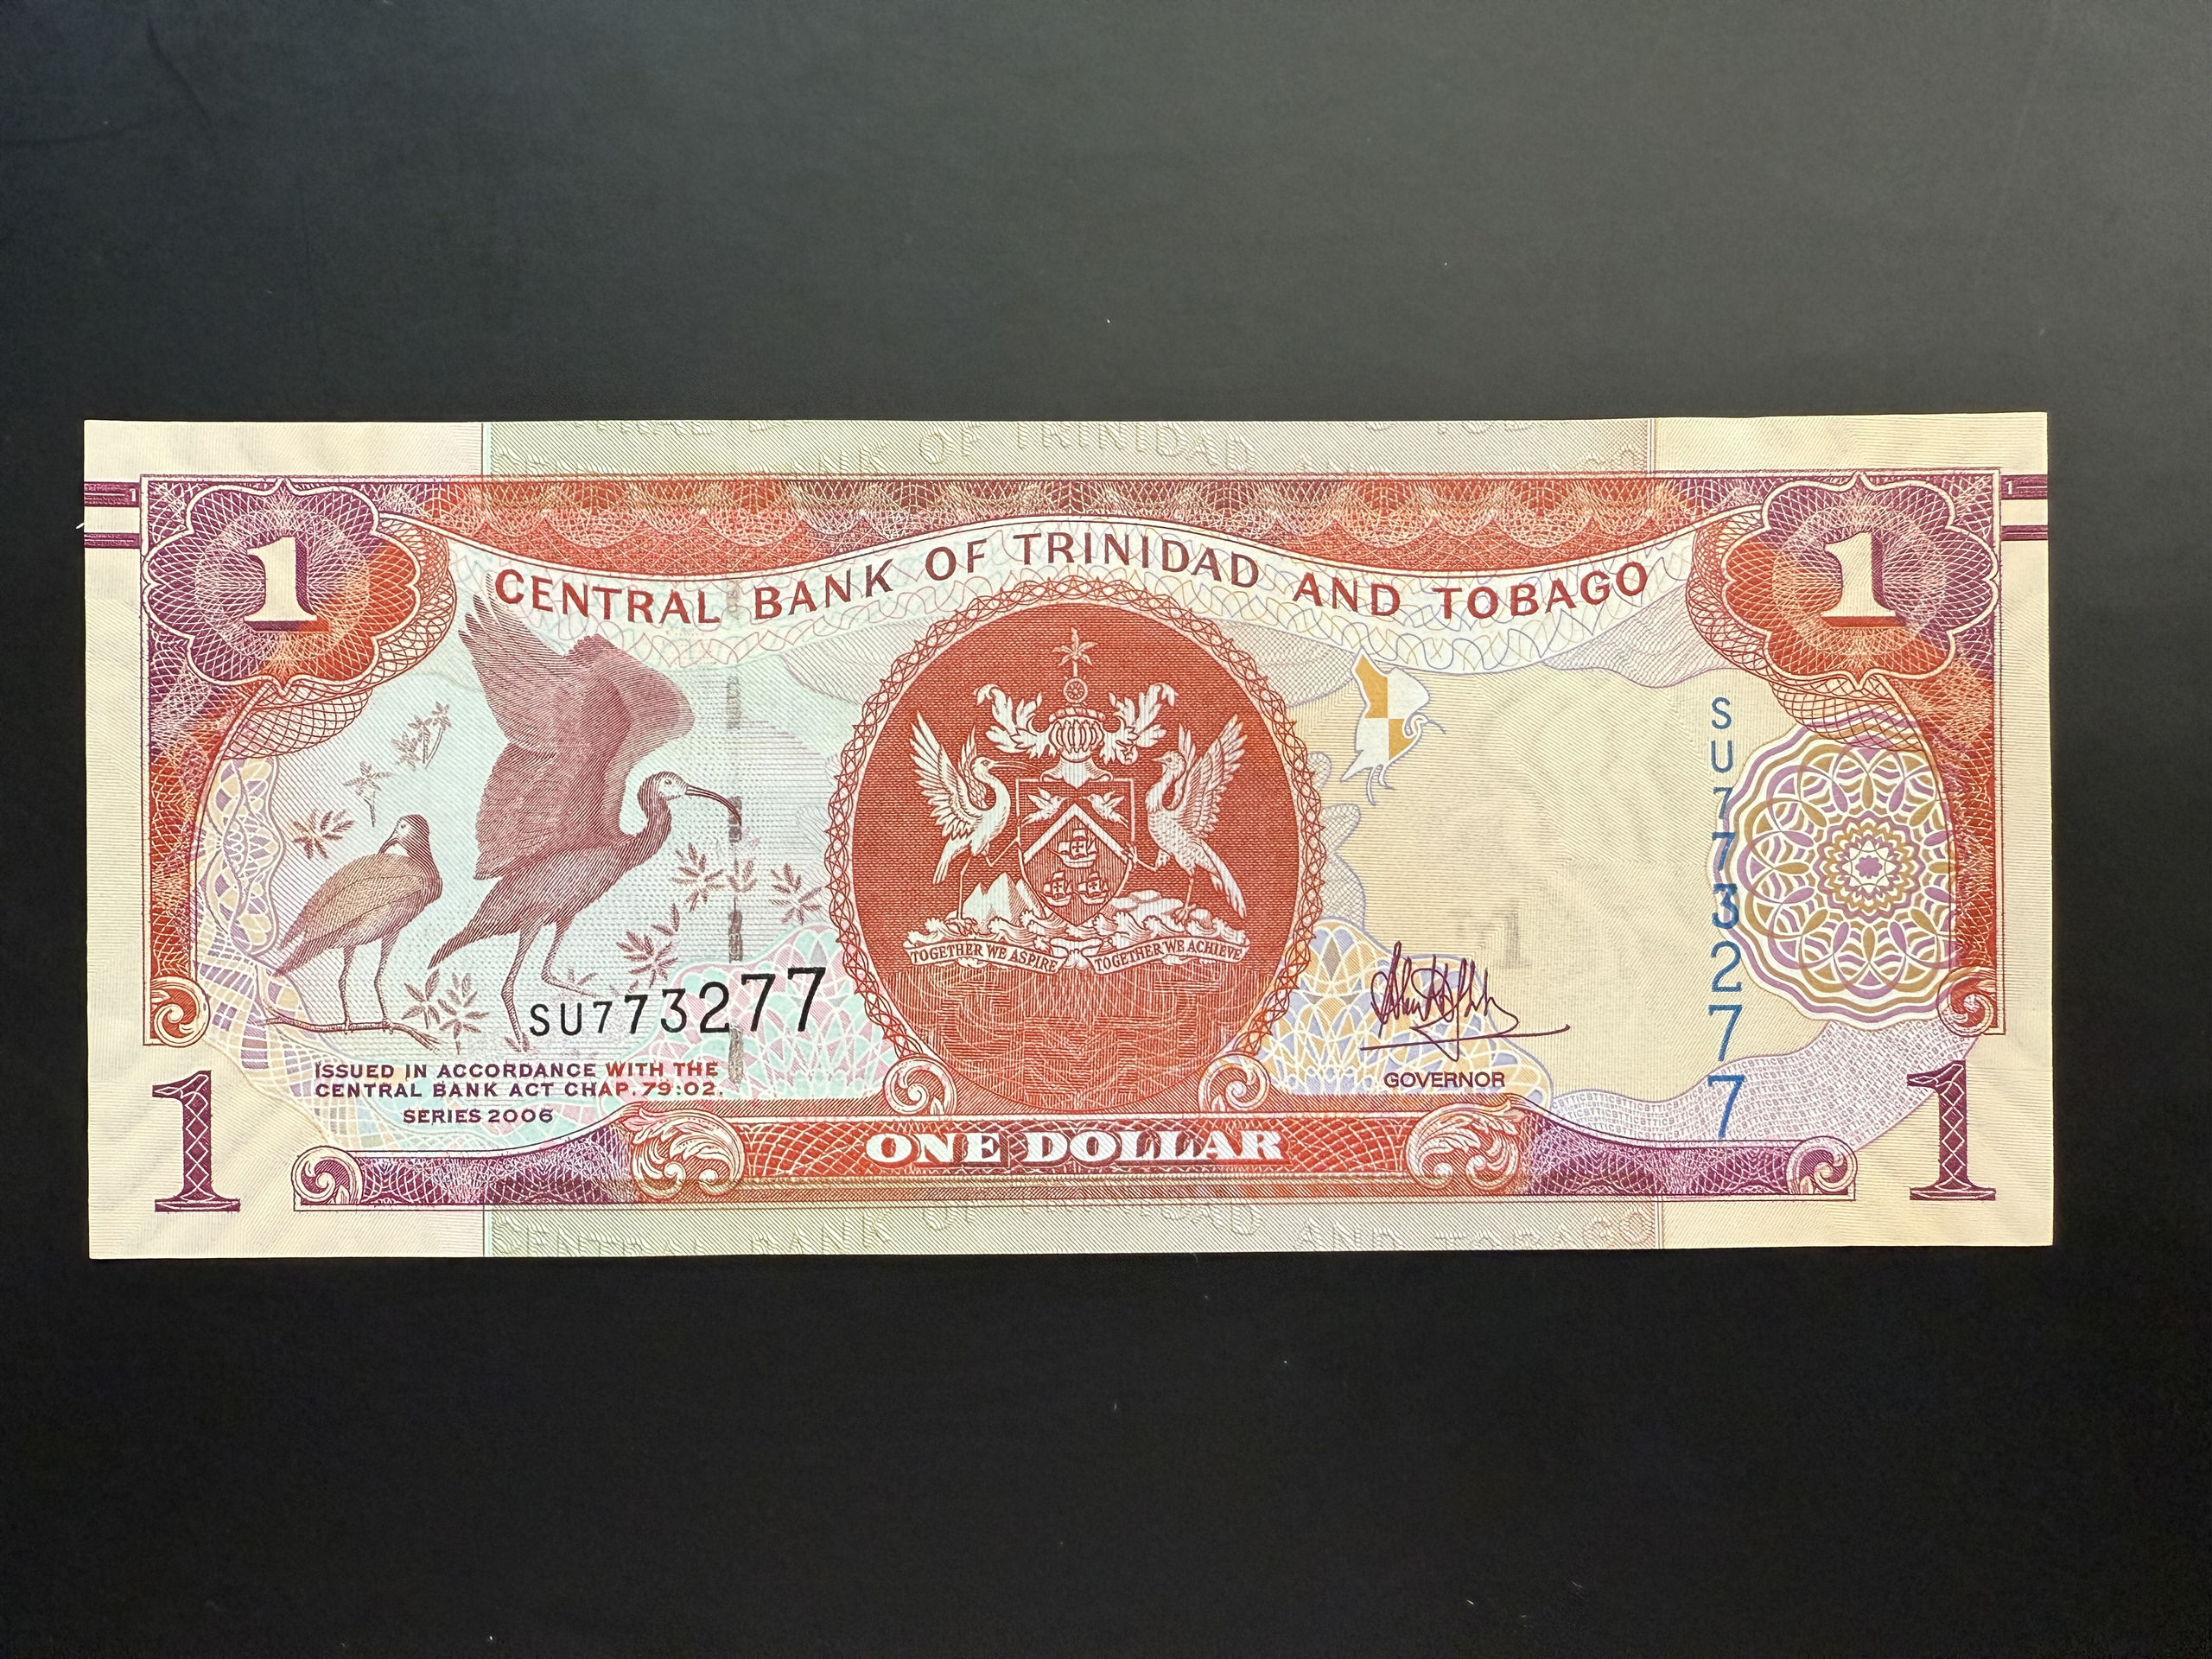 CENTRAL BANK OF TRINIDAD AND TOBAGO
1
1
TOGETHER WE ASPIRE TOGETHER WE ACHIEVE
SU773277
SU773277
ISSUED IN ACCORDANCE WITH THE
CENTRAL BANK ACT CHAP. 79:02.
SERIES 2006
GOVERNOR
1
ONE DOLLAR
1